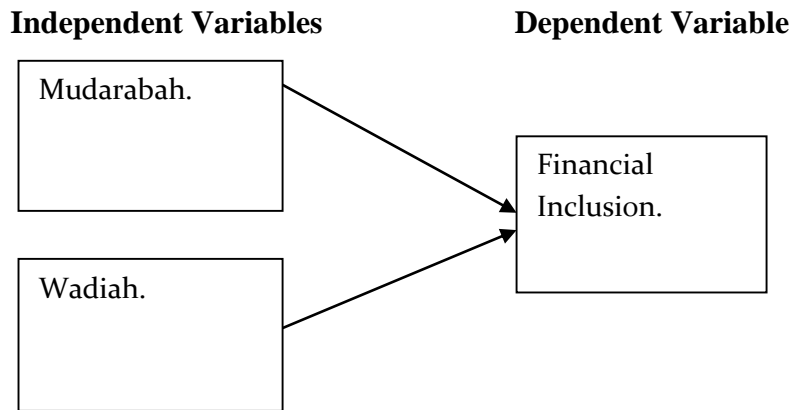 Independent Variables
Dependent Variable
Mudarabah.
Financial
Inclusion.
Wadiah.